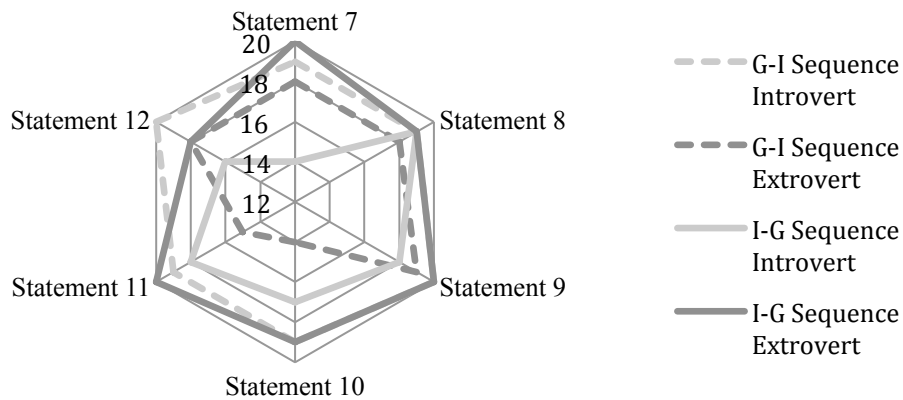 Statement 7
20
18
16
14
12
Statement 8
Statement 9
Statement 10
Statement 11
Statement 12
G-I Sequence
Introvert
G-I Sequence
Extrovert
I-G Sequence
Introvert
I-G Sequence
Extrovert